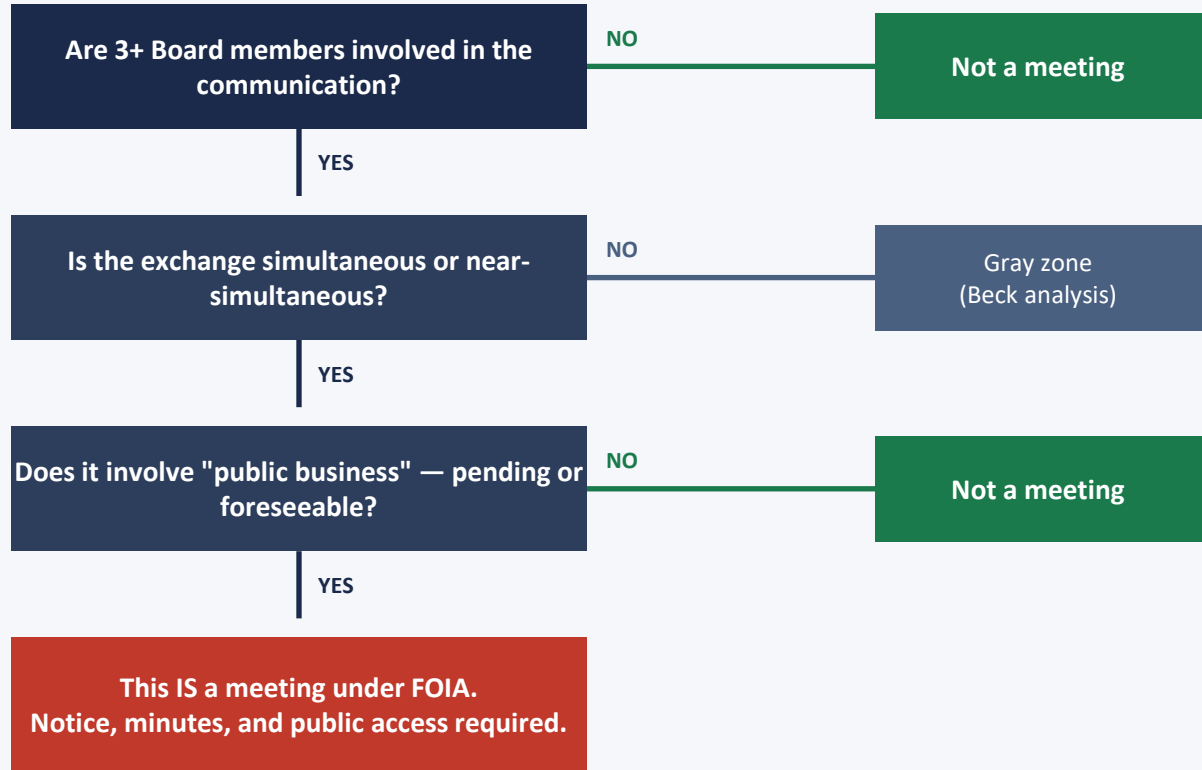 Are 3+ Board members involved in the
communication?
NO
Not a meeting
YES
Is the exchange simultaneous or near-
simultaneous?
NO
Gray zone
(Beck analysis)
YES
Does it involve "public business" — pending or
foreseeable?
NO
Not a meeting
YES
This IS a meeting under FOIA.
Notice, minutes, and public access required.